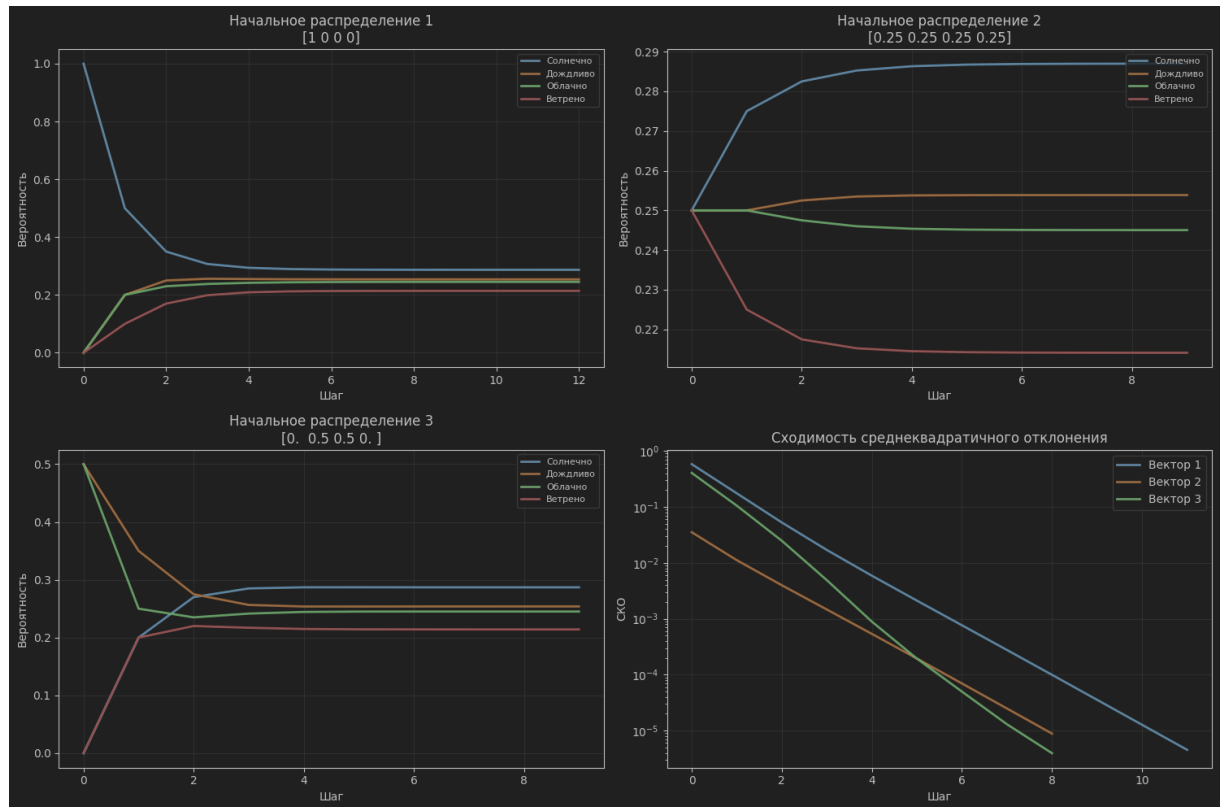 Начальное распределение 1
[1 0 0 0]
Вероятность
1.0
0.8
0.6
0.4
0.2
0.0
Солнечно
Дождливо
Облачно
Ветрено
0 2 4 6 8 10 12
Шаг
Начальное распределение 2
[0.25 0.25 0.25 0.25]
Вероятность
0.29
0.28
0.27
0.26
0.25
0.24
0.23
0.22
Солнечно
Дождливо
Облачно
Ветрено
0 2 4 6 8
Шаг
Начальное распределение 3
[0. 0.5 0.5 0. ]
Вероятность
0.5
0.4
0.3
0.2
0.1
0.0
Солнечно
Дождливо
Облачно
Ветрено
0 2 4 6 8
Шаг
Сходимость среднеквадратичного отклонения
СКО
10⁰
10⁻¹
10⁻²
10⁻³
10⁻⁴
10⁻⁵
Вектор 1
Вектор 2
Вектор 3
0 2 4 6 8 10
Шаг